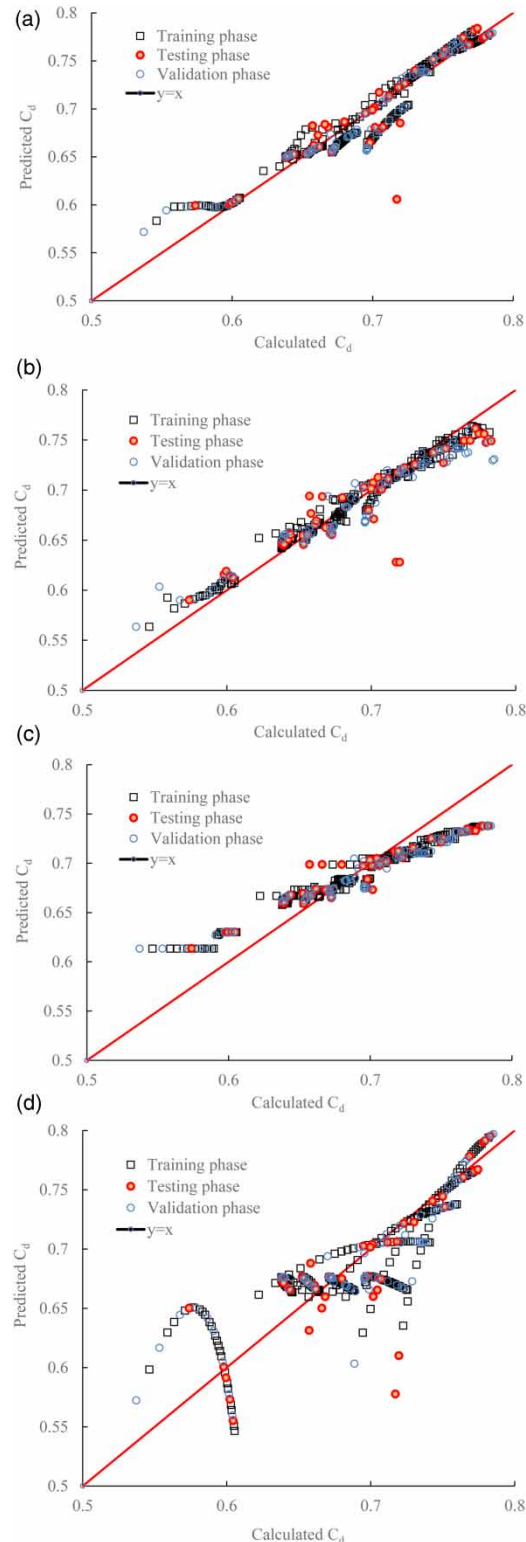 (a)
0.8
0.75
0.7
0.65
0.6
0.55
0.5
Predicted C_d
Training phase
Testing phase
Validation phase
y=x
0.5 0.6 0.7 0.8
Calculated C_d
(b)
0.8
0.75
0.7
0.65
0.6
0.55
0.5
Predicted C_d
Training phase
Testing phase
Validation phase
y=x
0.5 0.6 0.7 0.8
Calculated C_d
(c)
0.8
0.75
0.7
0.65
0.6
0.55
0.5
Predicted C_d
Training phase
Testing phase
Validation phase
y=x
0.5 0.6 0.7 0.8
Calculated C_d
(d)
0.8
0.75
0.7
0.65
0.6
0.55
0.5
Predicted C_d
Training phase
Testing phase
Validation phase
y=x
0.5 0.6 0.7 0.8
Calculated C_d